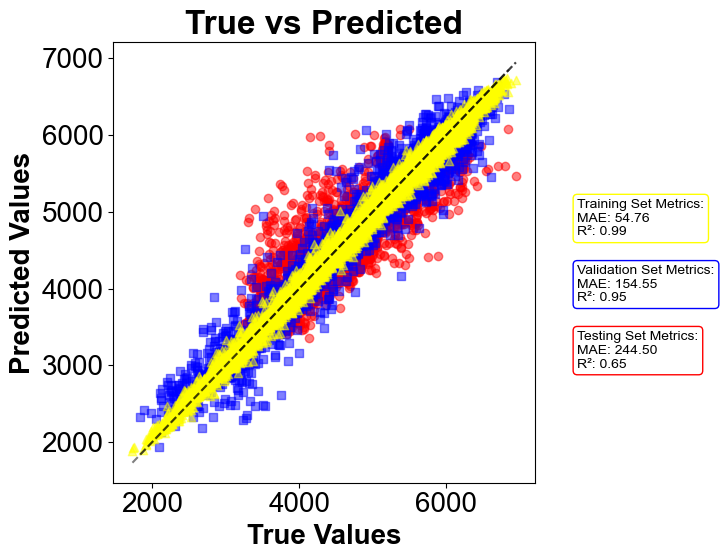 True vs Predicted
7000
6000
5000
4000
3000
2000
Predicted Values
2000 4000 6000
True Values
Training Set Metrics:
MAE: 54.76
R²: 0.99
Validation Set Metrics:
MAE: 154.55
R²: 0.95
Testing Set Metrics:
MAE: 244.50
R²: 0.65